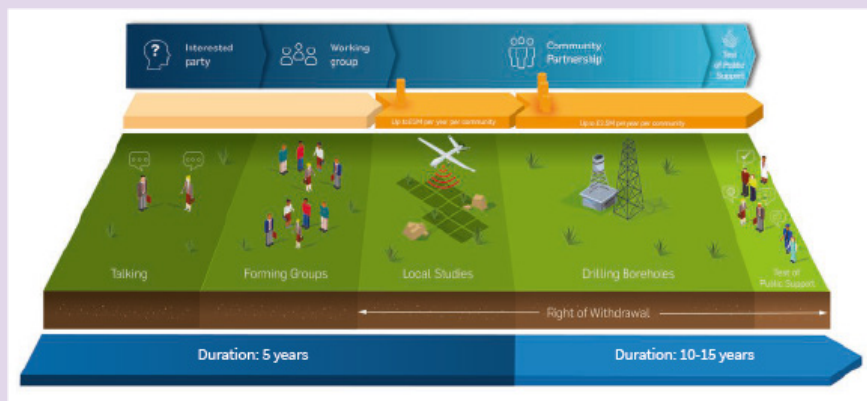 ?
Interested
party
Working
group
Community
Partnership
Test
of Public
Support
Up to £1M per year per community
Up to £2.5M per year per community
Talking
Forming Groups
Local Studies
Drilling Boreholes
Test of
Public Support
Right of Withdrawal
Duration: 5 years
Duration: 10-15 years